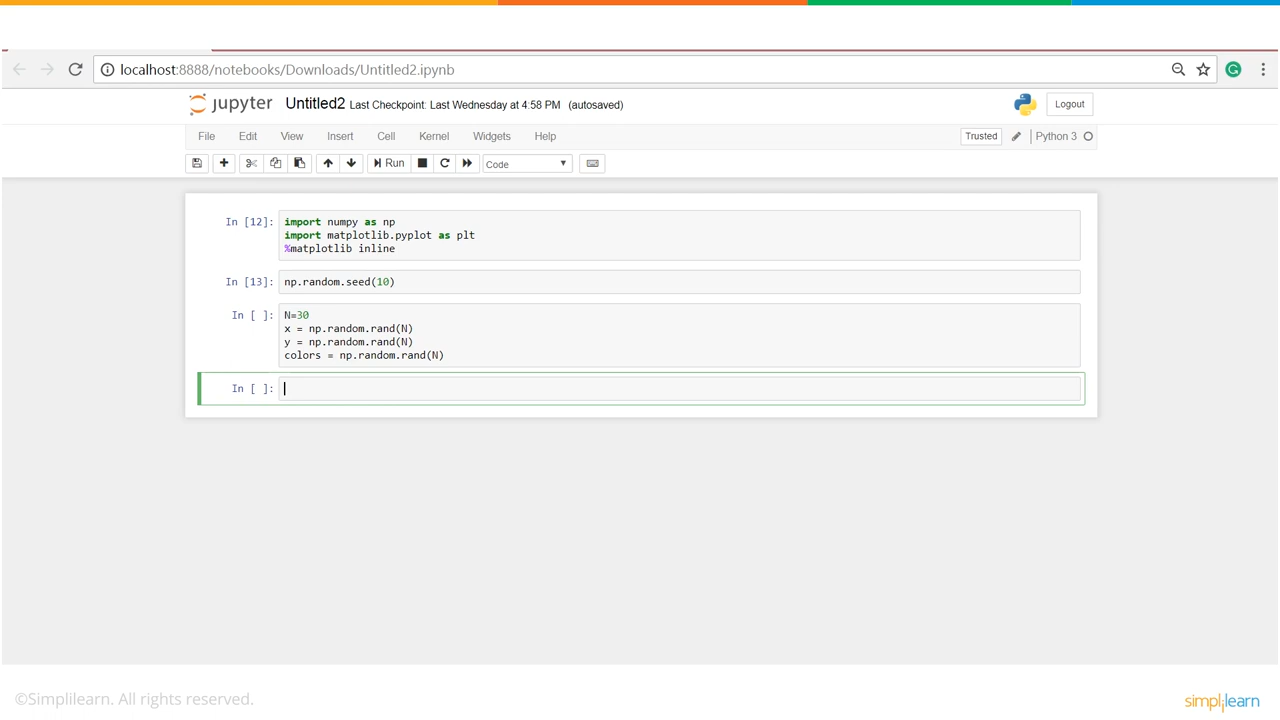 localhost:8888/notebooks/Downloads/Untitled2.ipynb
jupyter Untitled2 Last Checkpoint: Last Wednesday at 4:58 PM (autosaved) Logout
File Edit View Insert Cell Kernel Widgets Help Trusted Python 3
Run Code
In [12]: import numpy as np
import matplotlib.pyplot as plt
%matplotlib inline
In [13]: np.random.seed(10)
In [ ]: N=30
x = np.random.rand(N)
y = np.random.rand(N)
colors = np.random.rand(N)
In [ ]:
©Simplilearn. All rights reserved.
simplilearn